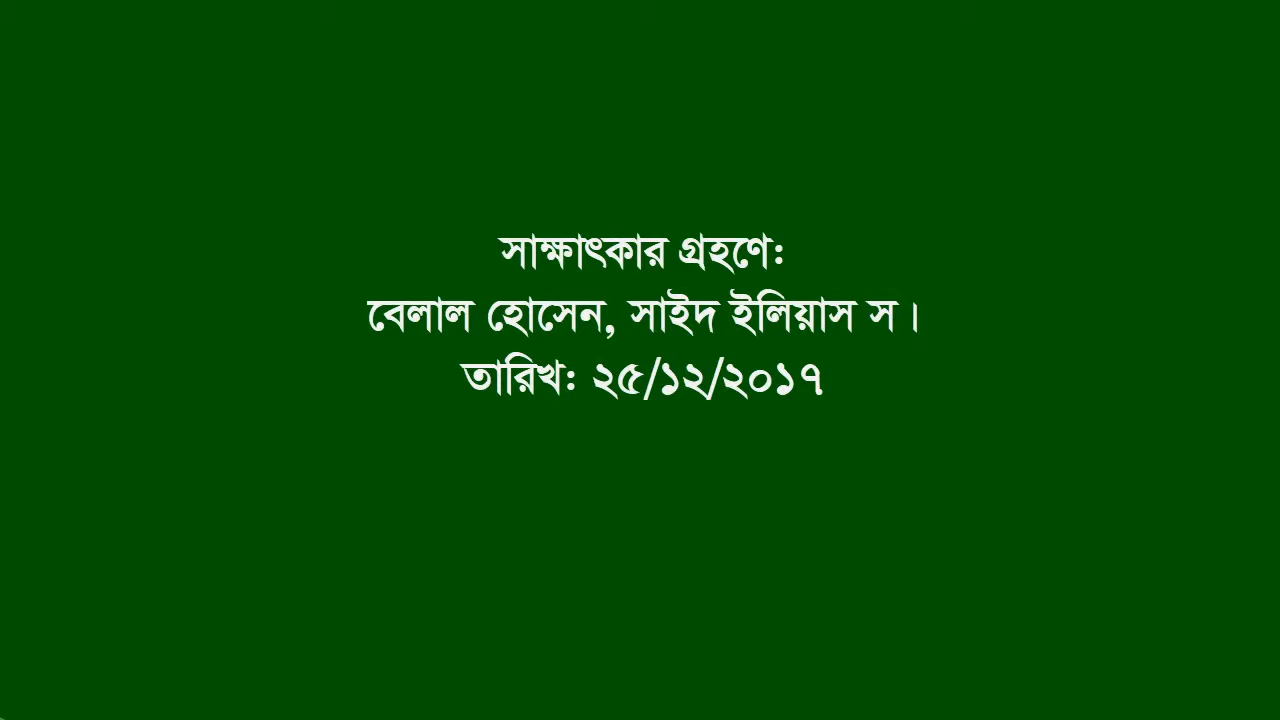 সাক্ষাৎকার গ্রহণে:
বেলাল হোসেন, সাইদ ইলিয়াস স।
তারিখ: ২৫/১২/২০১৭